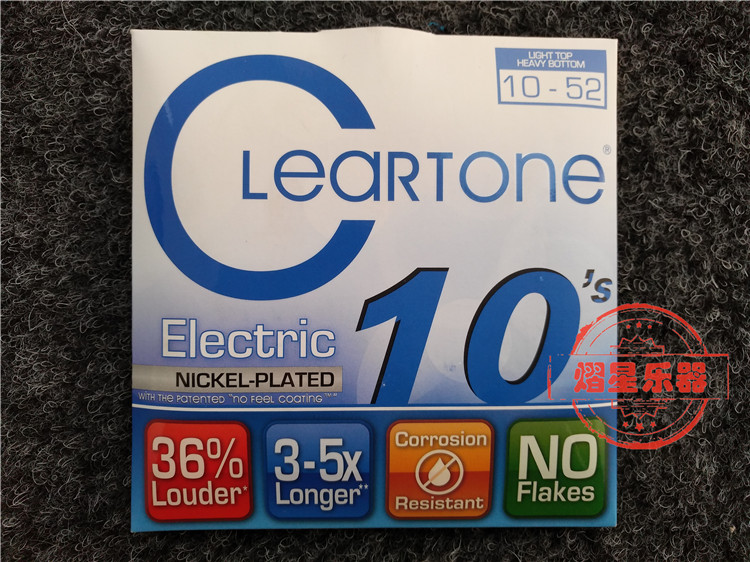 LIGHT TOP
HEAVY BOTTOM
10 - 52
CLEARTONE®
10's
Electric
NICKEL-PLATED
WITH THE PATENTED "NO FEEL COATING"™
36%
Louder*
3-5x
Longer**
Corrosion
Resistant
NO
Flakes
熠星乐器